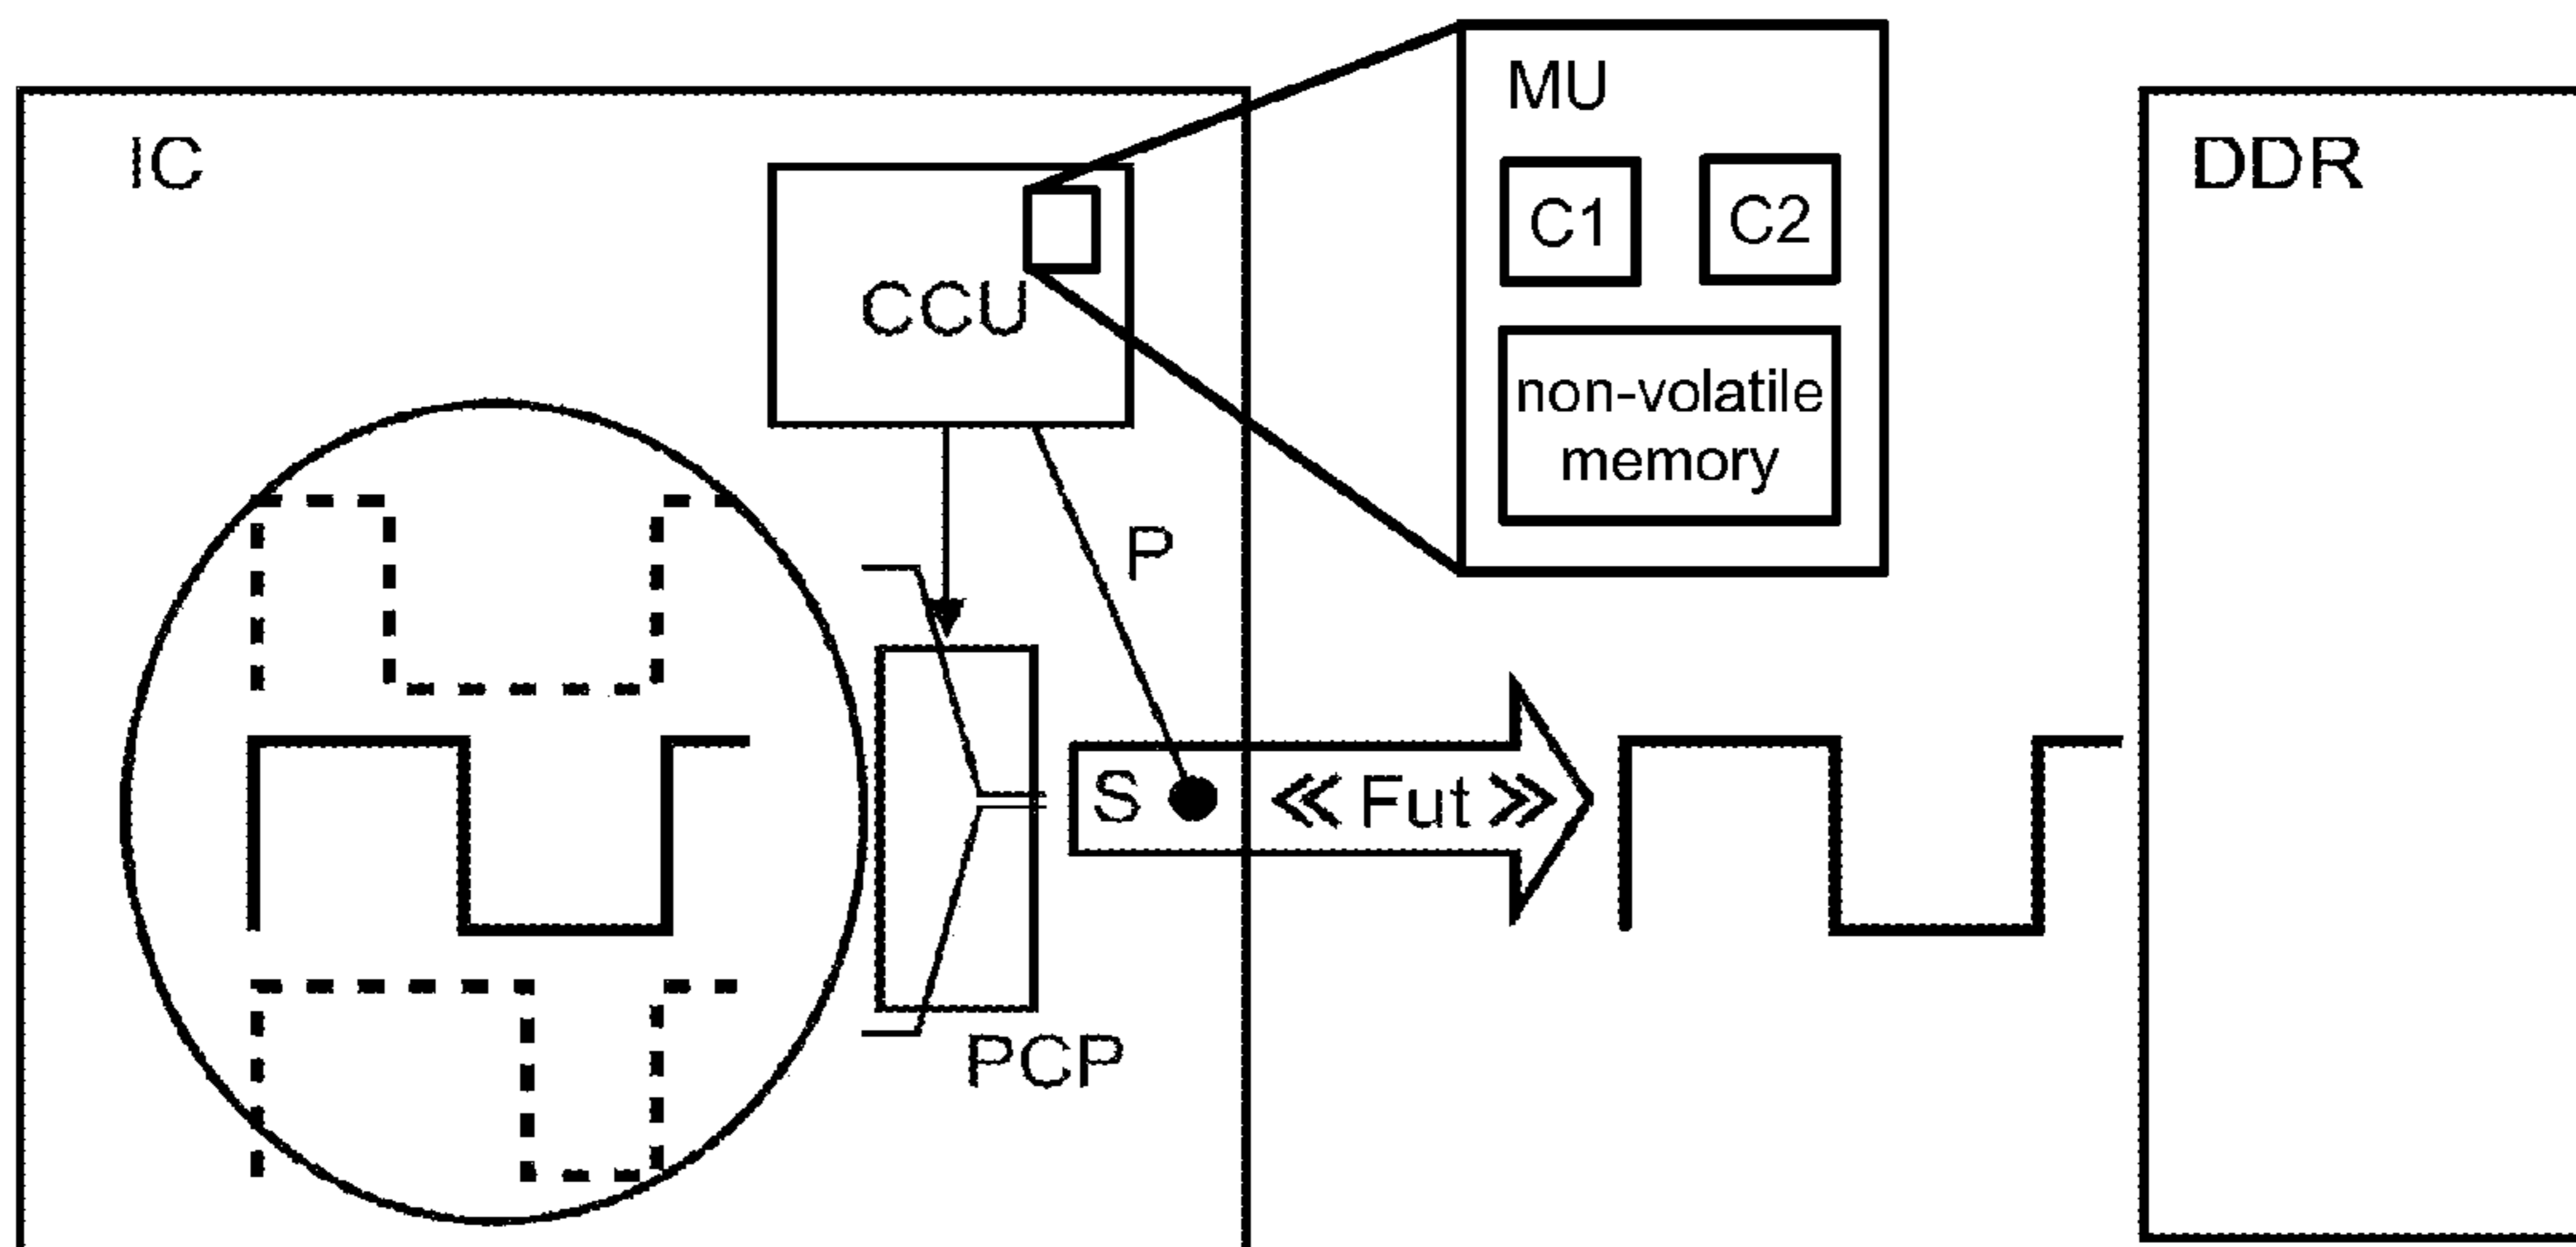 IC
CCU
MU
C1
C2
non-volatile
memory
DDR
P
S
≪ Fut ≫
PCP